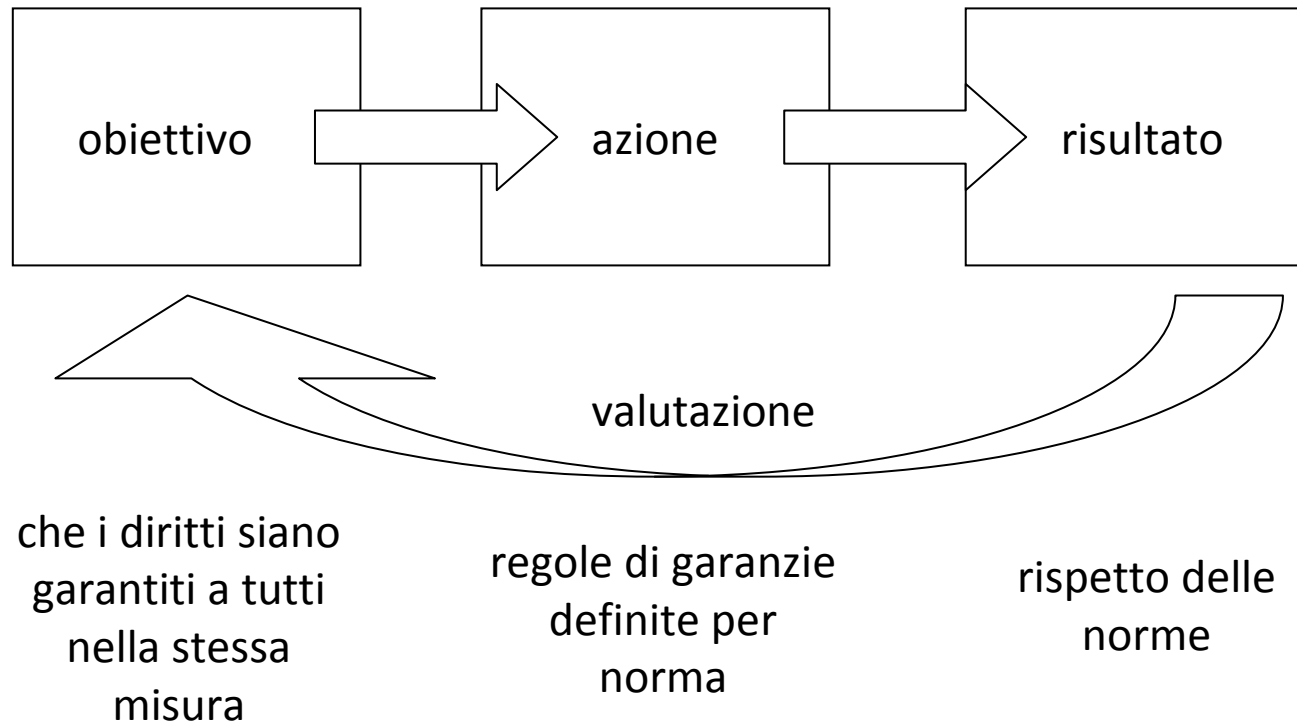 obiettivo
azione
risultato
valutazione
che i diritti siano
garantiti a tutti
nella stessa
misura
regole di garanzie
definite per
norma
rispetto delle
norme